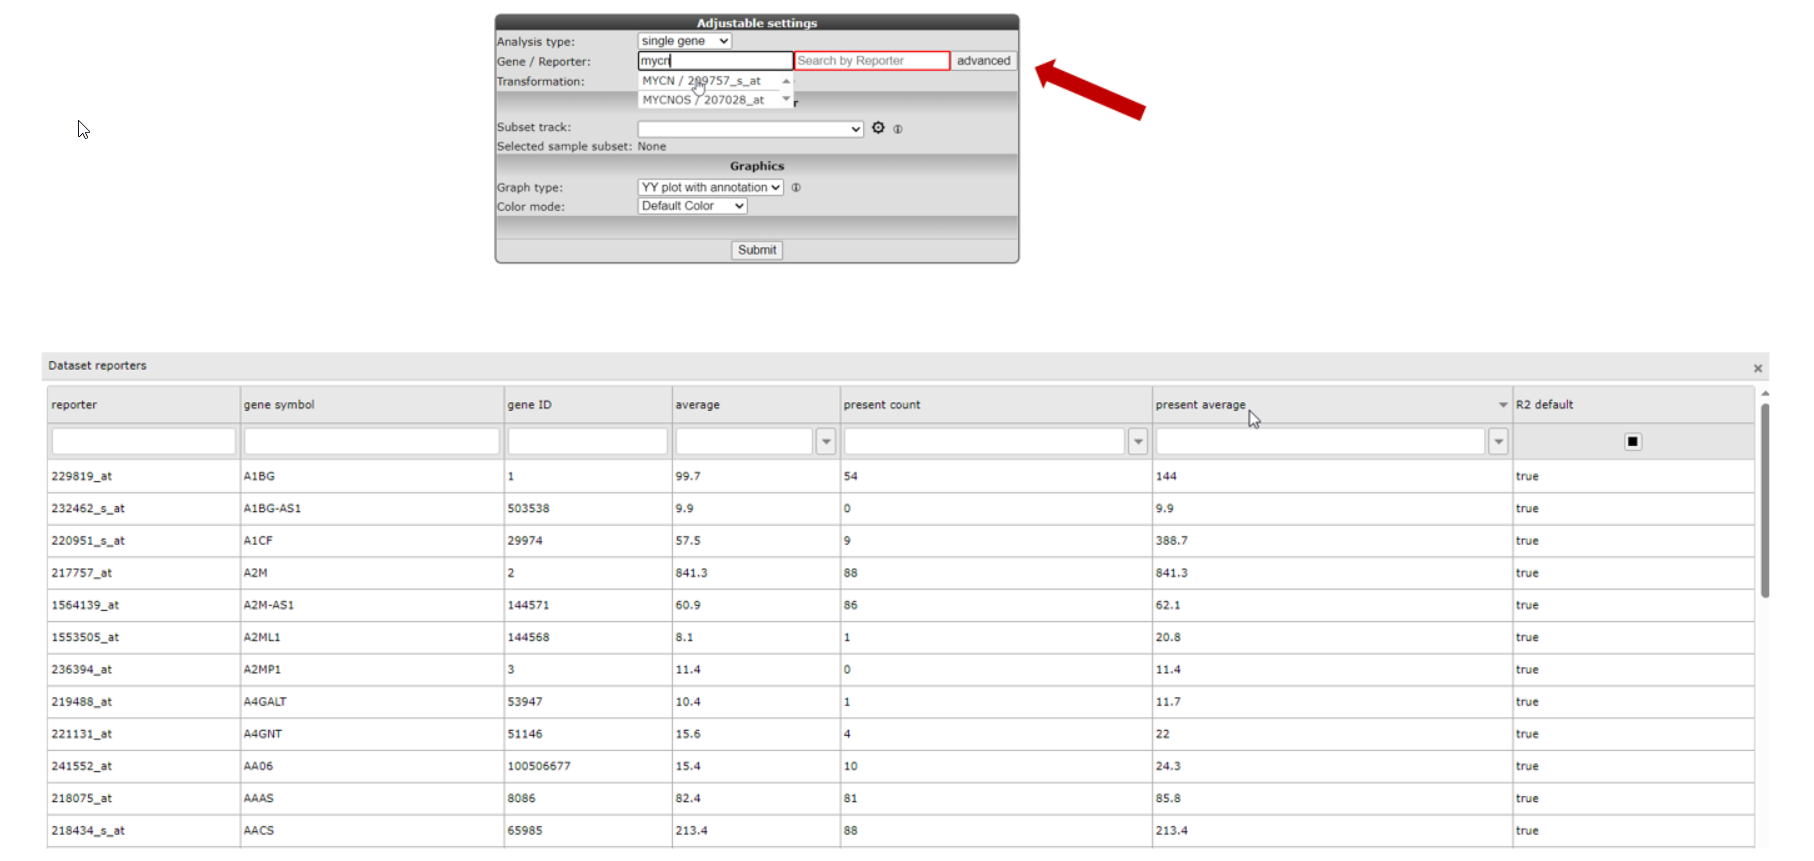 Adjustable settings
Analysis type: single gene
Gene / Reporter: mycn Search by Reporter advanced
Transformation: MYCN / 209757_s_at
MYCNOS / 207028_at r
Subset track:
Selected sample subset: None
Graphics
Graph type: YY plot with annotation
Color mode: Default Color
Submit
Dataset reporters ×
reporter gene symbol gene ID average present count present average R2 default
229819_at A1BG 1 99.7 54 144 true
232462_s_at A1BG-AS1 503538 9.9 0 9.9 true
220951_s_at A1CF 29974 57.5 9 388.7 true
217757_at A2M 2 841.3 88 841.3 true
1564139_at A2M-AS1 144571 60.9 86 62.1 true
1553505_at A2ML1 144568 8.1 1 20.8 true
236394_at A2MP1 3 11.4 0 11.4 true
219488_at A4GALT 53947 10.4 1 11.7 true
221131_at A4GNT 51146 15.6 4 22 true
241552_at AA06 100506677 15.4 10 24.3 true
218075_at AAAS 8086 82.4 81 85.8 true
218434_s_at AACS 65985 213.4 88 213.4 true